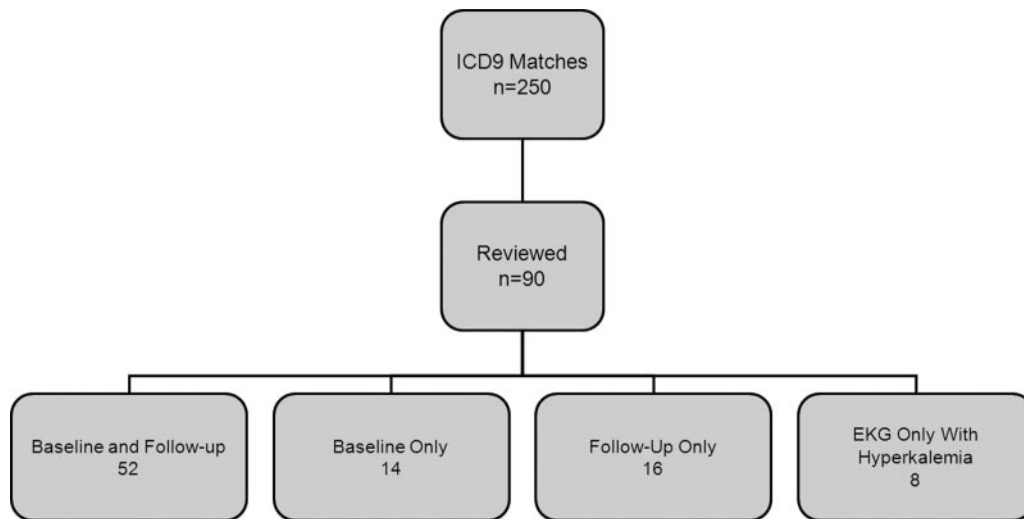 ICD9 Matches
n=250
Reviewed
n=90
Baseline and Follow-up
52
Baseline Only
14
Follow-Up Only
16
EKG Only With
Hyperkalemia
8